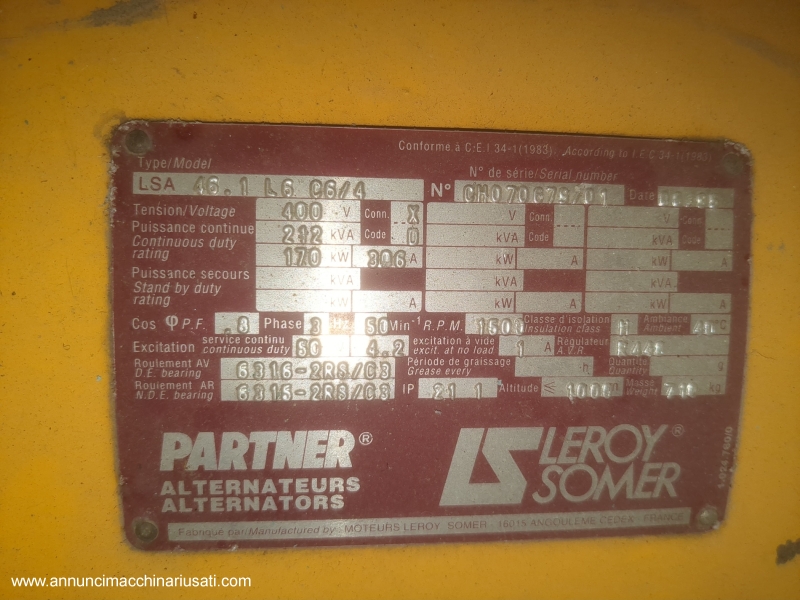 Conforme à C.E.I 34-1(1983). According to I.E.C 34-1(1983).
Type/Model N° de série/Serial number
LSA 46.1 L6 C6/4 N° Date
Tension/Voltage 400 V Conn. X V Conn. V Conn.
Puissance continue 212 kVA Code 0 kVA Code kVA Code
Continuous duty
rating 170 kW 306 A kW A kW A
Puissance secours kVA kVA kVA
Stand by duty
rating kW A kW A kW A
Cos φ P.F. .8 Phase 3 Hz 50 Min⁻¹ R.P.M. 1500 Classe d'isolation Insulation class H Ambiance Ambient 40 °C
Excitation service continu continuous duty 50 4.2 excitation à vide excit. at no load 1 A Régulateur A.V.R.
Roulement AV D.E. bearing 6316-2RS/C3 Période de graissage Grease every h Quantité Quantity g
Roulement AR N.D.E. bearing 6315-2RS/C3 IP 21 1 Altitude ≤ 1000 m Masse Weight kg
PARTNER® LEROY®
ALTERNATEURS SOMER
ALTERNATORS
Fabriqué par/Manufactured by: MOTEURS LEROY SOMER - 16015 ANGOULEME CEDEX - FRANCE
www.annuncimacchinariusati.com